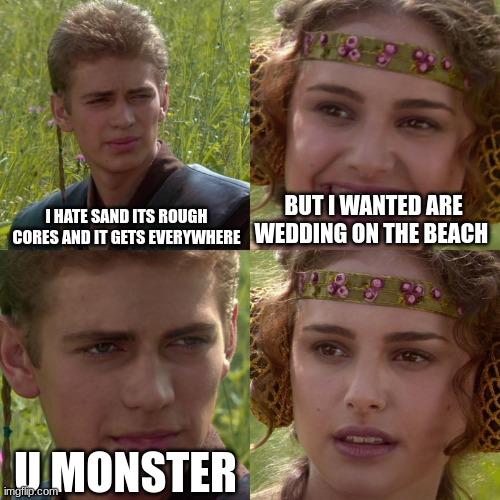 I HATE SAND ITS ROUGH
CORES AND IT GETS EVERYWHERE
BUT I WANTED ARE
WEDDING ON THE BEACH
U MONSTER
imgflip.com